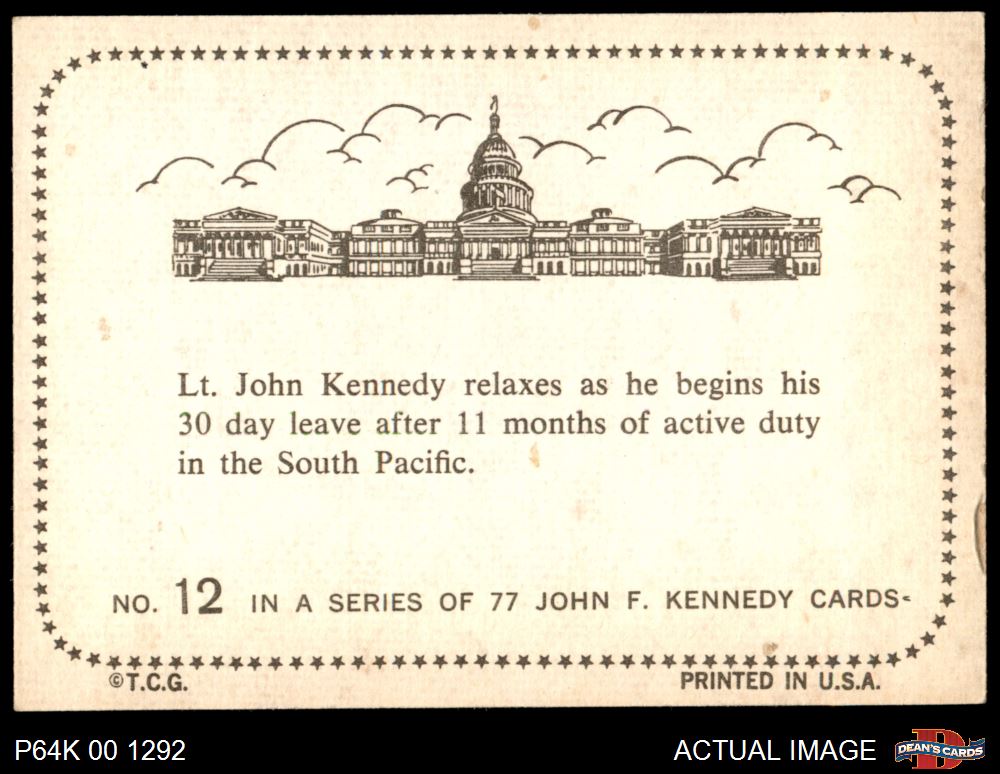 Lt. John Kennedy relaxes as he begins his
30 day leave after 11 months of active duty
in the South Pacific.
NO. 12 IN A SERIES OF 77 JOHN F. KENNEDY CARDS
©T.C.G.
PRINTED IN U.S.A.
P64K 00 1292
ACTUAL IMAGE
D
DEAN'S CARDS